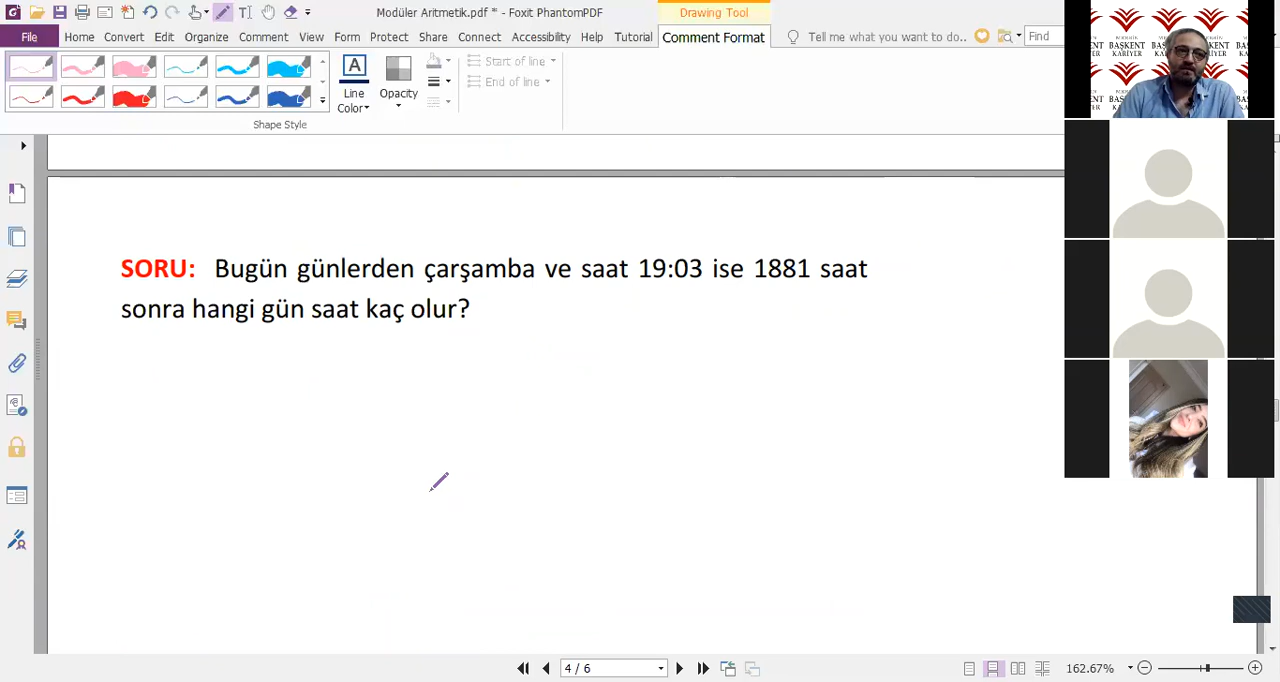 Modüler Aritmetik.pdf * - Foxit PhantomPDF
Drawing Tool
File Home Convert Edit Organize Comment View Form Protect Share Connect Accessibility Help Tutorial Comment Format Tell me what you want to do.. Find
Start of line
End of line
Line Color
Opacity
Shape Style
BAŞKENT KARİYER
BAŞKENT KARİYER
SORU: Bugün günlerden çarşamba ve saat 19:03 ise 1881 saat
sonra hangi gün saat kaç olur?
4 / 6
162.67%